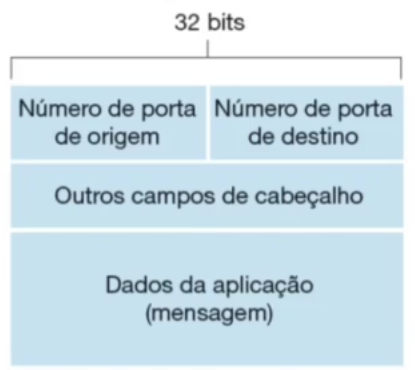 32 bits
Número de porta de origem
Número de porta de destino
Outros campos de cabeçalho
Dados da aplicação
(mensagem)